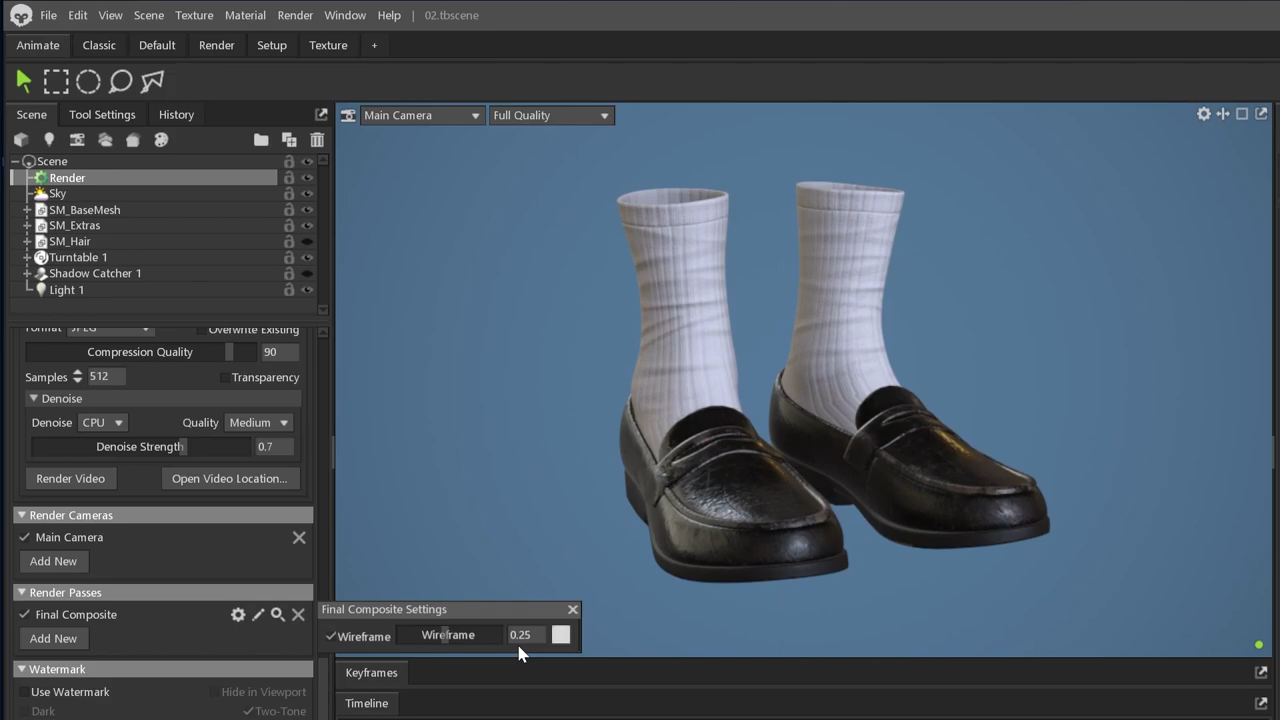 File Edit View Scene Texture Material Render Window Help | 02.tbscene
Animate Classic Default Render Setup Texture +
Scene Tool Settings History
Main Camera Full Quality
Scene
Render
Sky
SM_BaseMesh
SM_Extras
SM_Hair
Turntable 1
Shadow Catcher 1
Light 1
Format JPEG Overwrite Existing
Compression Quality 90
Samples 512 Transparency
Denoise
Denoise CPU Quality Medium
Denoise Strength 0.7
Render Video Open Video Location...
Render Cameras
Main Camera
Add New
Render Passes
Final Composite
Add New
Final Composite Settings
Wireframe Wireframe 0.25
Watermark
Use Watermark Hide in Viewport
Dark Two-Tone
Keyframes
Timeline